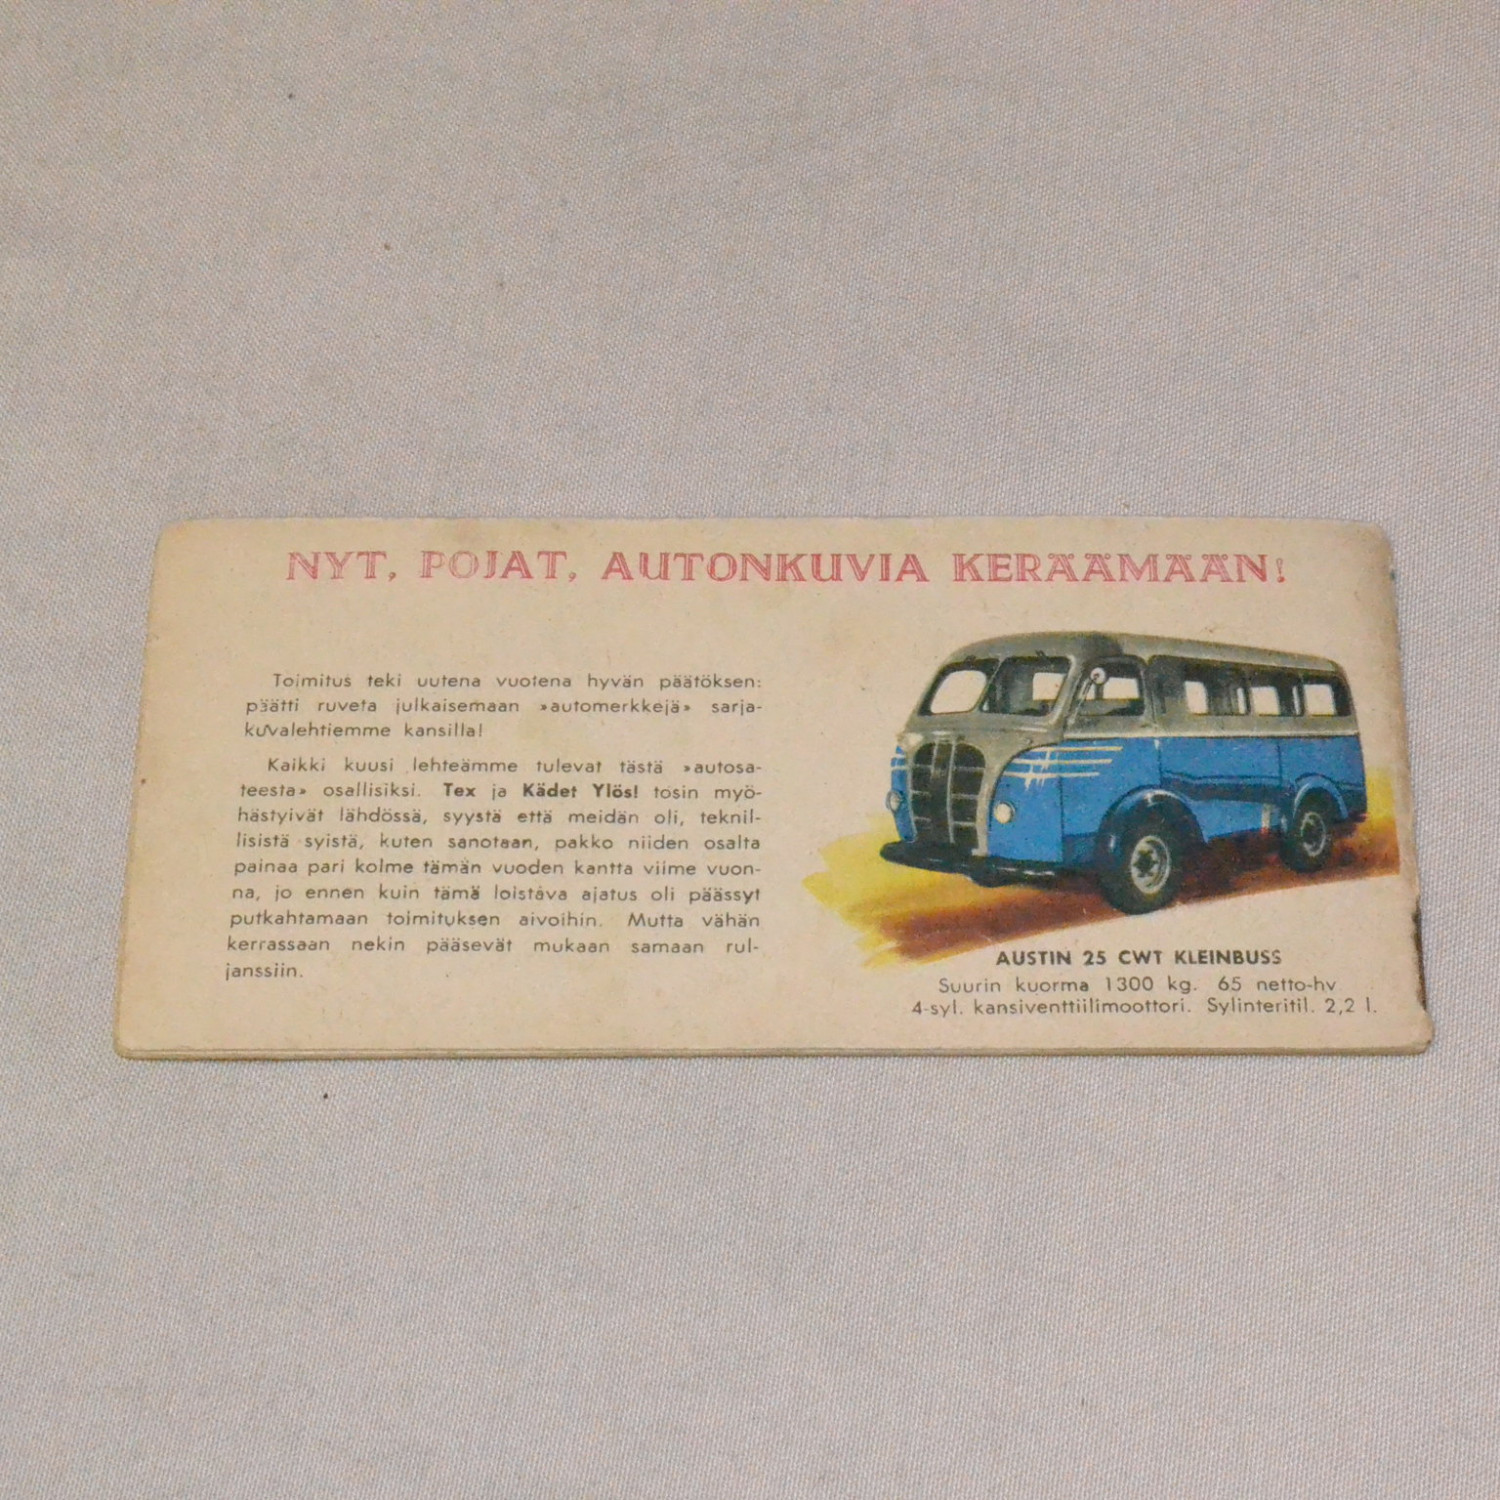 NYT, POJAT, AUTONKUVIA KERÄÄMÄÄN!
Toimitus teki uutena vuotena hyvän päätöksen:
päätti ruveta julkaisemaan »automerkkejä» sarja-
kuvalehtiemme kansilla!
Kaikki kuusi lehteämme tulevat tästä »autosa-
teesta» osallisiksi. Tex ja Kädet Ylös! tosin myö-
hästyivät lähdössä, syystä että meidän oli, teknil-
lisistä syistä, kuten sanotaan, pakko niiden osalta
painaa pari kolme tämän vuoden kantta viime vuon-
na, jo ennen kuin tämä loistava ajatus oli päässyt
putkahtamaan toimituksen aivoihin. Mutta vähän
kerrassaan nekin pääsevät mukaan samaan rul-
janssiin.
AUSTIN 25 CWT KLEINBUSS
Suurin kuorma 1300 kg. 65 netto-hv
4-syl. kansiventtiilimoottori. Sylinteritil. 2,2 l.